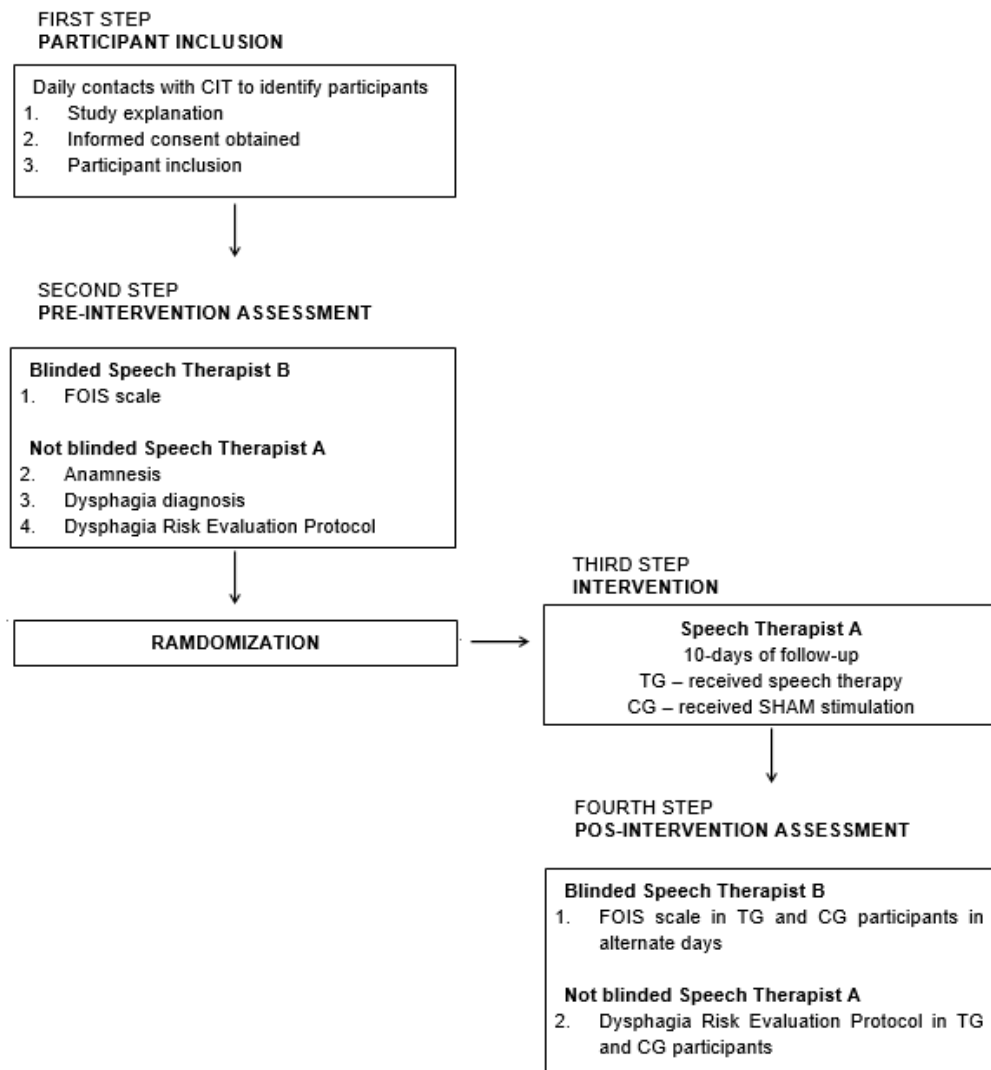 FIRST STEP
PARTICIPANT INCLUSION
Daily contacts with CIT to identify participants
1. Study explanation
2. Informed consent obtained
3. Participant inclusion
SECOND STEP
PRE-INTERVENTION ASSESSMENT
Blinded Speech Therapist B
1. FOIS scale
Not blinded Speech Therapist A
2. Anamnesis
3. Dysphagia diagnosis
4. Dysphagia Risk Evaluation Protocol
RAMDOMIZATION
THIRD STEP
INTERVENTION
Speech Therapist A
10-days of follow-up
TG – received speech therapy
CG – received SHAM stimulation
FOURTH STEP
POS-INTERVENTION ASSESSMENT
Blinded Speech Therapist B
1. FOIS scale in TG and CG participants in
alternate days
Not blinded Speech Therapist A
2. Dysphagia Risk Evaluation Protocol in TG
and CG participants